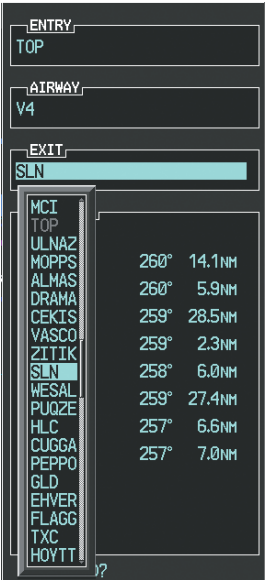 ENTRY
TOP
AIRWAY
V4
EXIT
SLN
MCI
TOP
ULNAZ
MOPPS 260° 14.1NM
ALMAS 260° 5.9NM
DRAMA
CEKIS 259° 28.5NM
VASCO 259° 2.3NM
ZITIK
SLN 258° 6.0NM
WESAL 259° 27.4NM
PUQZE
HLC 257° 6.6NM
CUGGA 257° 7.0NM
PEPPO
GLD
EHVER
FLAGG
TXC
HOYTT
?